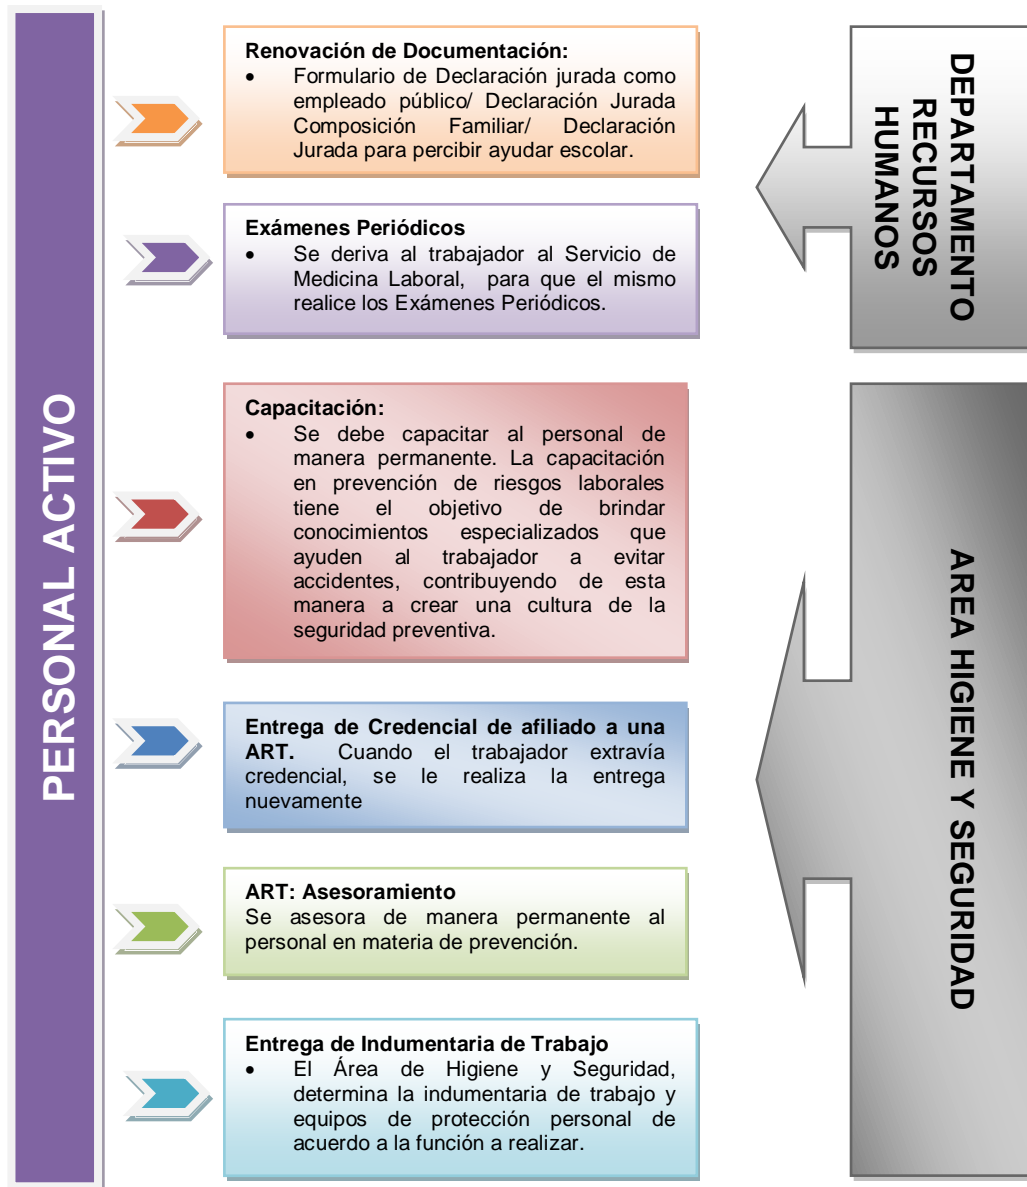 PERSONAL ACTIVO
Renovación de Documentación:
• Formulario de Declaración jurada como
empleado público/ Declaración Jurada
Composición Familiar/ Declaración
Jurada para percibir ayudar escolar.
Exámenes Periódicos
• Se deriva al trabajador al Servicio de
Medicina Laboral, para que el mismo
realice los Exámenes Periódicos.
DEPARTAMENTO
RECURSOS
HUMANOS
Capacitación:
• Se debe capacitar al personal de
manera permanente. La capacitación
en prevención de riesgos laborales
tiene el objetivo de brindar
conocimientos especializados que
ayuden al trabajador a evitar
accidentes, contribuyendo de esta
manera a crear una cultura de la
seguridad preventiva.
Entrega de Credencial de afiliado a una
ART. Cuando el trabajador extravía
credencial, se le realiza la entrega
nuevamente
ART: Asesoramiento
Se asesora de manera permanente al
personal en materia de prevención.
Entrega de Indumentaria de Trabajo
• El Área de Higiene y Seguridad,
determina la indumentaria de trabajo y
equipos de protección personal de
acuerdo a la función a realizar.
AREA HIGIENE Y SEGURIDAD